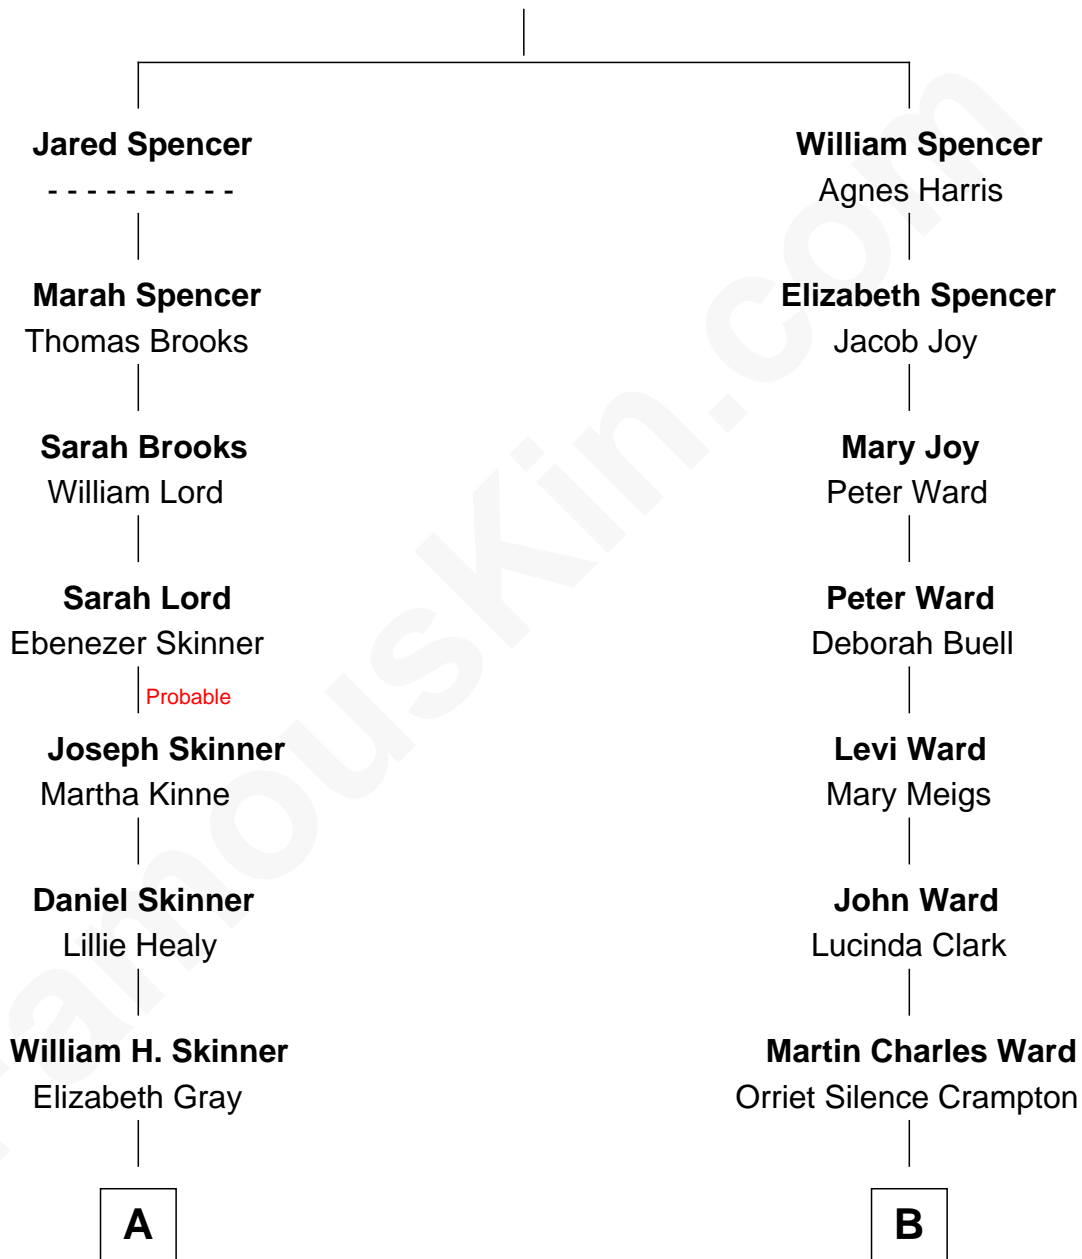 Jared Spencer
- - - - - - - - - -
Marah Spencer
Thomas Brooks
Sarah Brooks
William Lord
Sarah Lord
Ebenezer Skinner
Probable
Joseph Skinner
Martha Kinne
Daniel Skinner
Lillie Healy
William H. Skinner
Elizabeth Gray
A
William Spencer
Agnes Harris
Elizabeth Spencer
Jacob Joy
Mary Joy
Peter Ward
Peter Ward
Deborah Buell
Levi Ward
Mary Meigs
John Ward
Lucinda Clark
Martin Charles Ward
Orriet Silence Crampton
B
FamousKin.com